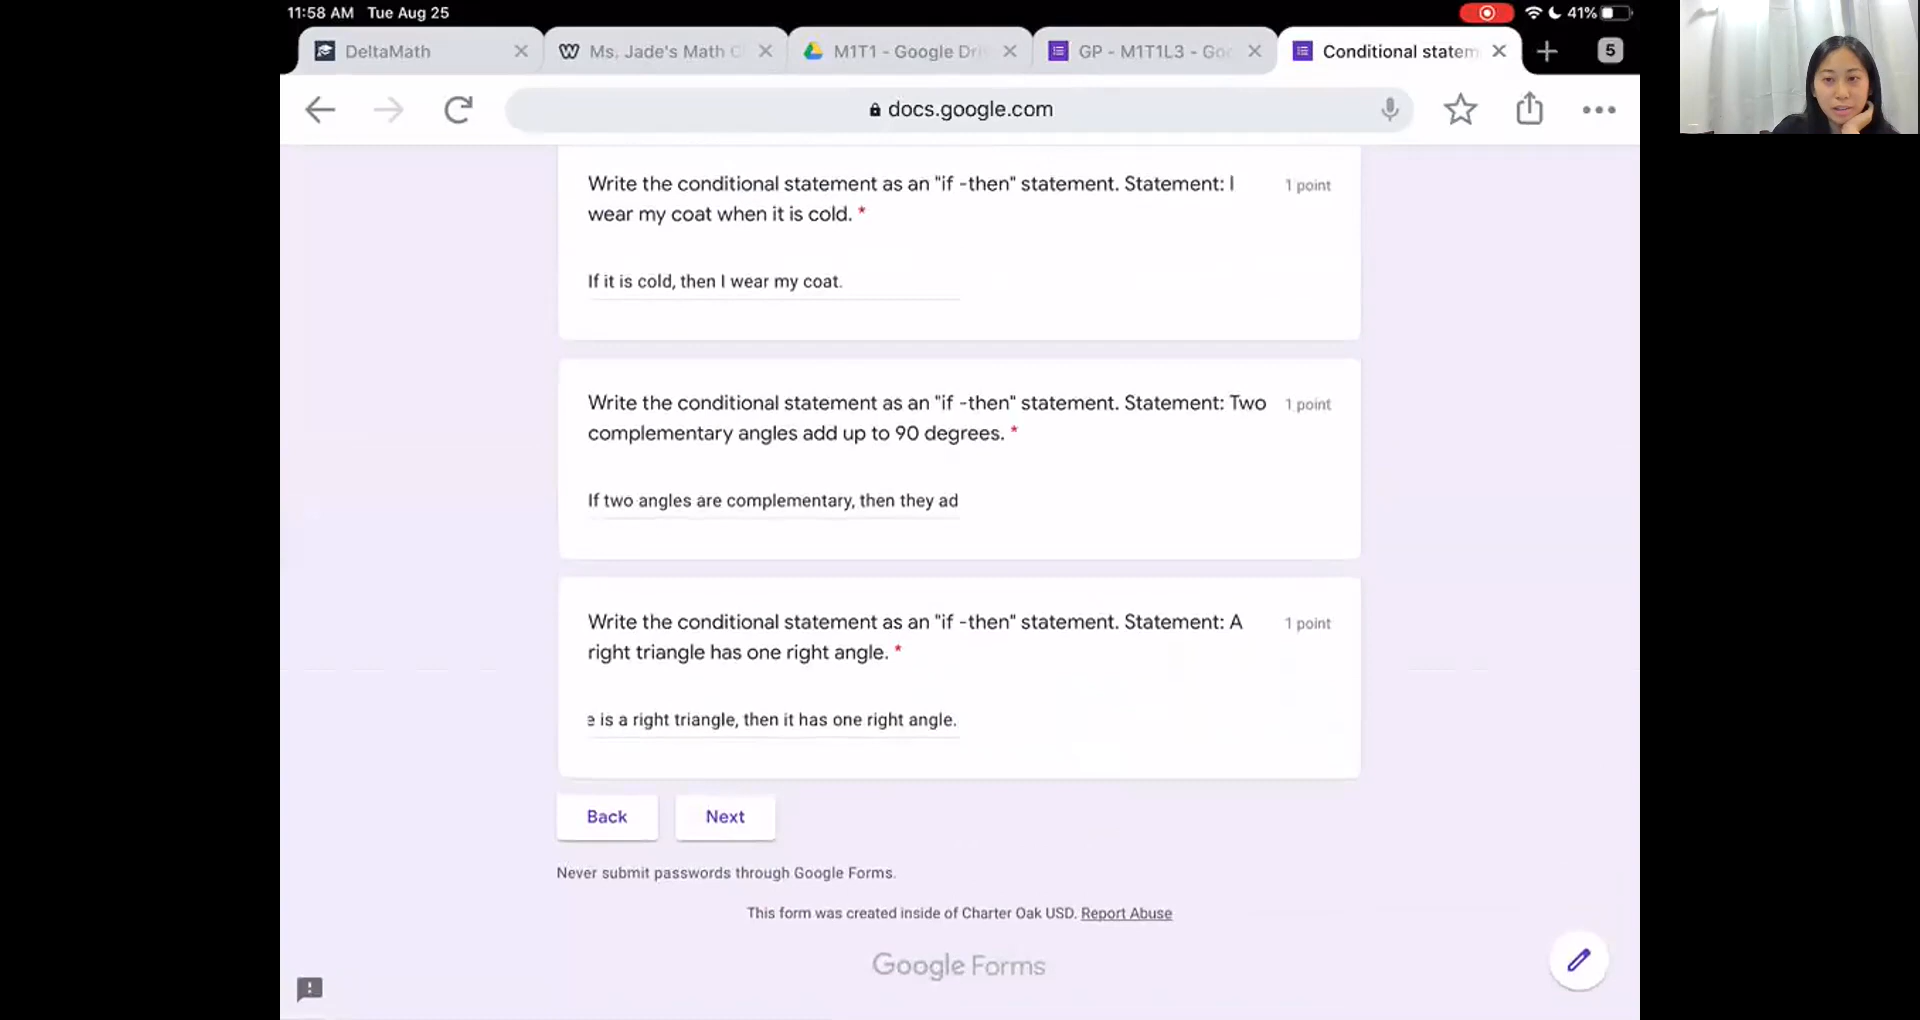 11:58 AM Tue Aug 25
41%
DeltaMath
Ms. Jade's Math C
M1T1 - Google Dri
GP - M1T1L3 - Goo
Conditional statem
5
docs.google.com
Write the conditional statement as an "if -then" statement. Statement: I
wear my coat when it is cold. *
1 point
If it is cold, then I wear my coat.
Write the conditional statement as an "if -then" statement. Statement: Two
complementary angles add up to 90 degrees. *
1 point
If two angles are complementary, then they ad
Write the conditional statement as an "if -then" statement. Statement: A
right triangle has one right angle. *
1 point
e is a right triangle, then it has one right angle.
Back
Next
Never submit passwords through Google Forms.
This form was created inside of Charter Oak USD. Report Abuse
Google Forms